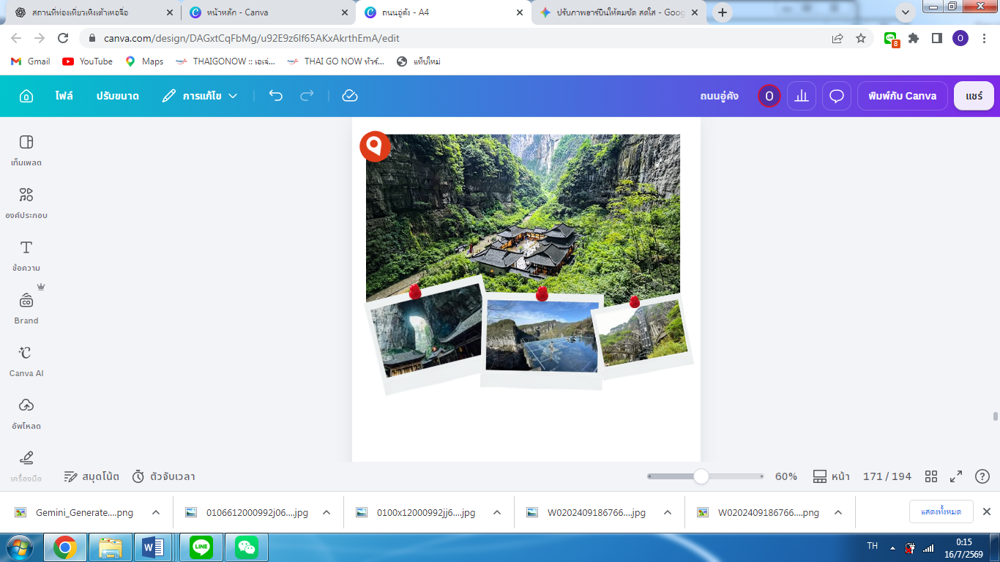 สถานที่ท่องเที่ยวเหิงเต้าเหอจือ
หน้าหลัก - Canva
ถนนอู่คัง - A4
ปรับภาพฮาร์บินให้คมชัด สดใส - Goog
canva.com/design/DAGxtCqFbMg/u92E9z6If65AKxAkrthEmA/edit
8
O
Gmail
YouTube
Maps
THAIGONOW :: เอเจ่...
THAI GO NOW ทัวร์...
แท็บใหม่
ไฟล์
ปรับขนาด
การแก้ไข
ถนนอู่คัง
O
พิมพ์กับ Canva
แชร์
เท็มเพลต
องค์ประกอบ
ข้อความ
Brand
Canva AI
อัพโหลด
เครื่องมือ
สมุดโน้ต
ตัวจับเวลา
60%
หน้า
171 / 194
Gemini_Generate....png
0106612000992j06....jpg
0100x12000992jj6....jpg
W0202409186766....jpg
W0202409186766....png
แสดงทั้งหมด
TH
0:15
16/7/2569